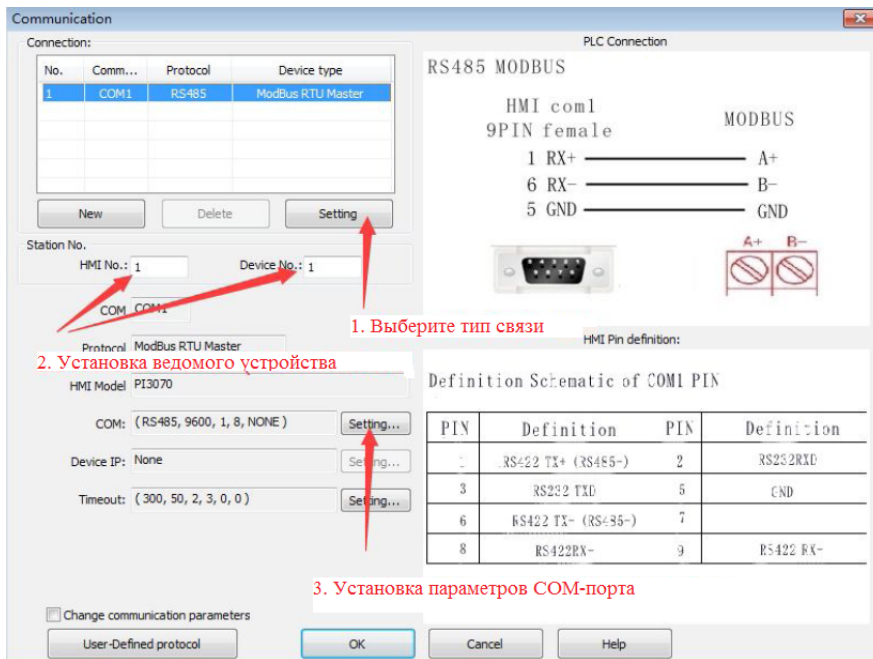 Communication
Connection:
No. Comm... Protocol Device type
1 COM1 RS485 ModBus RTU Master
New Delete Setting
Station No.
HMI No.: 1 Device No.: 1
COM COM1
1. Выберите тип связи
Protocol ModBus RTU Master
2. Установка ведомого устройства
HMI Model PI3070
COM: (RS485, 9600, 1, 8, NONE) Setting...
Device IP: None Setting...
Timeout: (300, 50, 2, 3, 0, 0) Setting...
3. Установка параметров COM-порта
Change communication parameters
User-Defined protocol OK Cancel Help
PLC Connection
RS485 MODBUS
HMI com1
9PIN female
MODBUS
1 RX+ A+
6 RX- B-
5 GND GND
A+ B-
HMI Pin definition:
Definition Schematic of COM1 PIN
PIN Definition PIN Definition
RS422 TX+ (RS485-) 2 RS232RXD
3 RS232 TXD 5 GND
6 RS422 TX- (RS485-) 7
8 RS422RX- 9 RS422 RX-